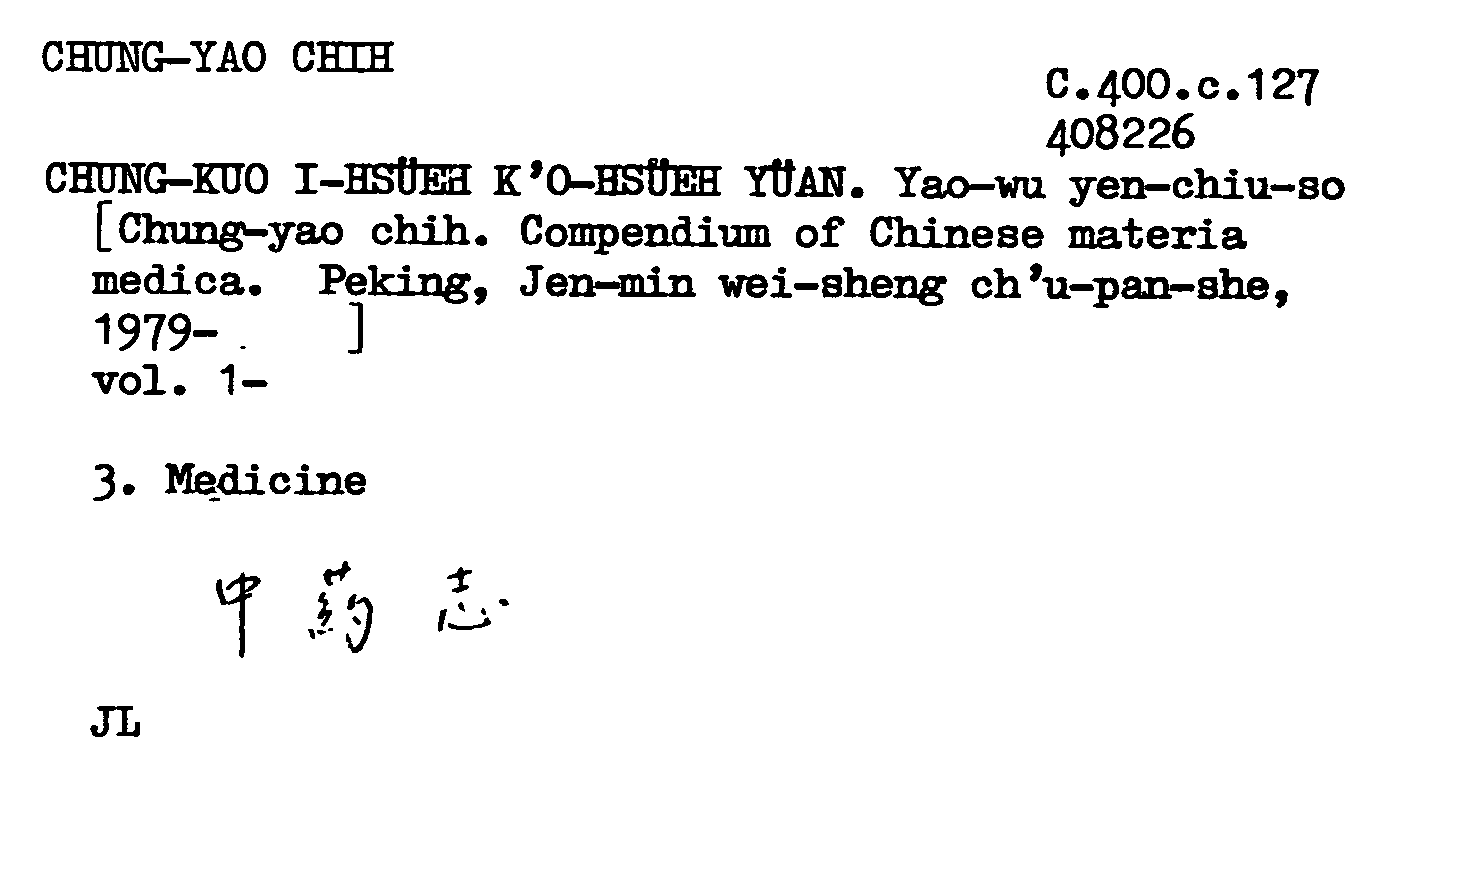 CHUNG-YAO CHIH
C.400.c.127
408226
CHUNG-KUO I-HSÜEH K'O-HSÜEH YÜAN. Yao-wu yen-chiu-so
[Chung-yao chih. Compendium of Chinese materia
medica. Peking, Jen-min wei-sheng ch'u-pan-she,
1979- ]
vol. 1-
3. Medicine
中药志
JL